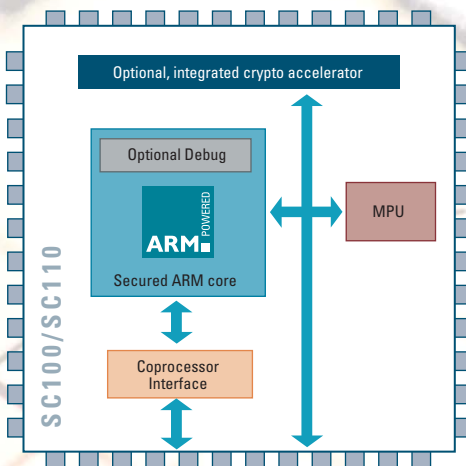 Optional, integrated crypto accelerator
Optional Debug
ARM POWERED
Secured ARM core
MPU
Coprocessor
Interface
SC100/SC110